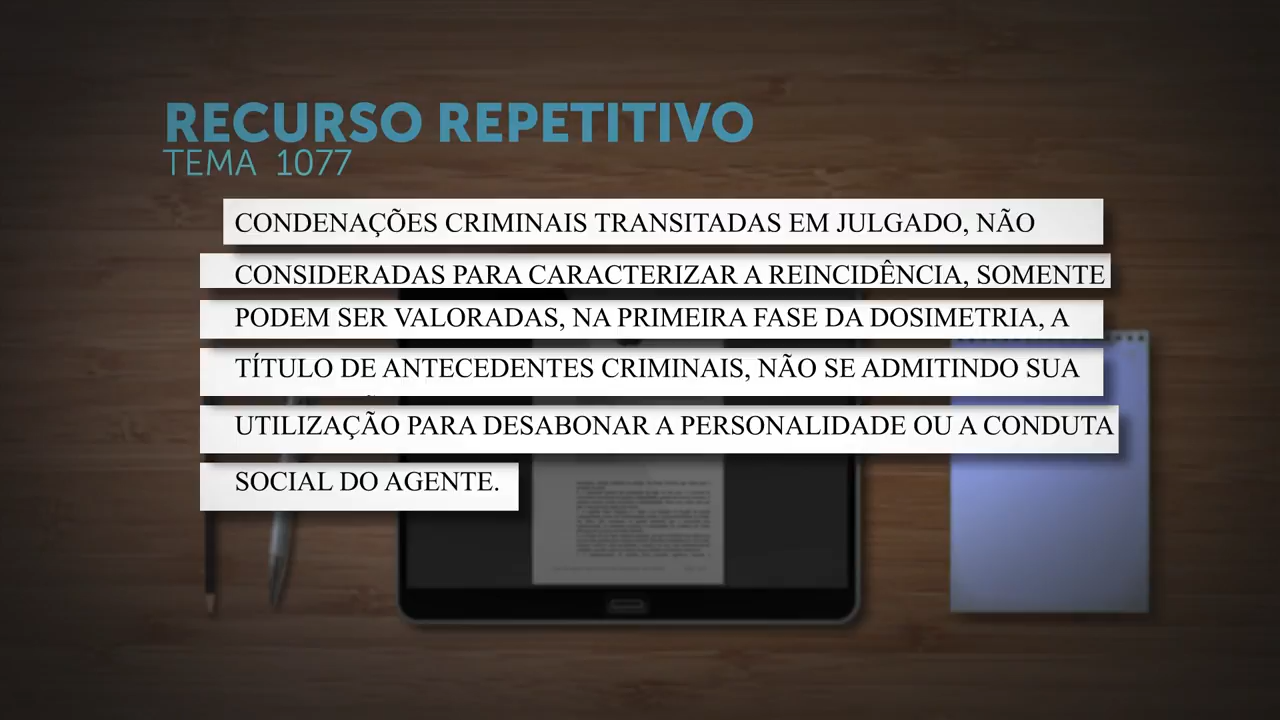 RECURSO REPETITIVO
TEMA 1077
CONDENAÇÕES CRIMINAIS TRANSITADAS EM JULGADO, NÃO
CONSIDERADAS PARA CARACTERIZAR A REINCIDÊNCIA, SOMENTE
PODEM SER VALORADAS, NA PRIMEIRA FASE DA DOSIMETRIA, A
TÍTULO DE ANTECEDENTES CRIMINAIS, NÃO SE ADMITINDO SUA
UTILIZAÇÃO PARA DESABONAR A PERSONALIDADE OU A CONDUTA
SOCIAL DO AGENTE.